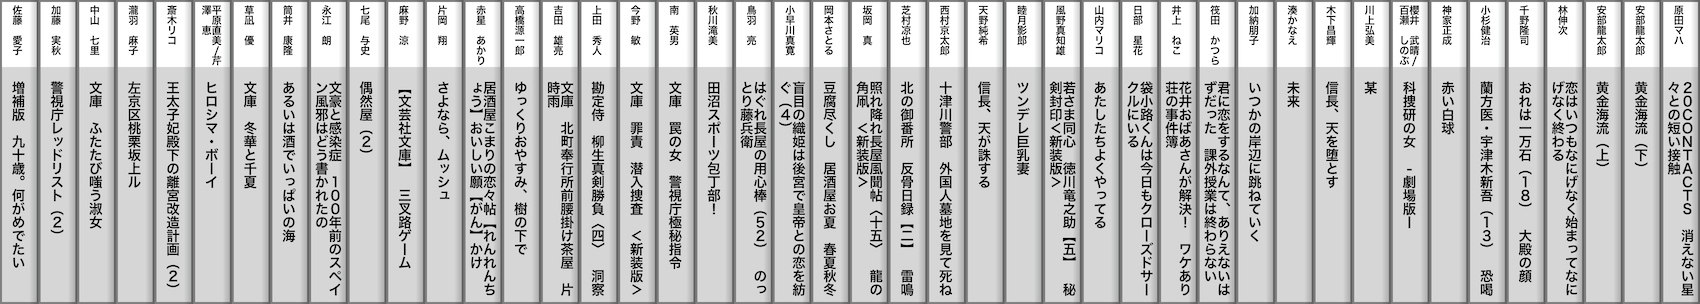 原田マハ
２０ＣＯＮＴＡＣＴＳ　消えない星
々との短い接触
安部龍太郎
黄金海流（下）
安部龍太郎
黄金海流（上）
林伸次
恋はいつもなにげなく始まってなに
げなく終わる
千野隆司
おれは一万石（１８）　大殿の顔
小杉健治
蘭方医・宇津木新吾（１３）　恐喝
神家正成
赤い白球
櫻井　武晴/
百瀬　しのぶ
科捜研の女　－劇場版ー
川上弘美
某
木下昌輝
信長、天を堕とす
湊かなえ
未来
加納朋子
いつかの岸辺に跳ねていく
筏田　かつら
君に恋をするなんて、ありえないは
ずだった　課外授業は終わらない
井上　ねこ
花井おばあさんが解決！　ワケあり
荘の事件簿
日部　星花
袋小路くんは今日もクローズドサー
クルにいる
山内マリコ
あたしたちよくやってる
風野真知雄
若さま同心　徳川竜之助【五】　秘
剣封印＜新装版＞
睦月影郎
ツンデレ巨乳妻
天野純希
信長、天が誅する
西村京太郎
十津川警部　外国人墓地を見て死ね
芝村凉也
北の御番所　反骨日録【二】　雷鳴
坂岡　真
照れ降れ長屋風聞帖〈十五〉　龍の
角凧　＜新装版＞
岡本さとる
豆腐尽くし　居酒屋お夏　春夏秋冬
小早川真寛
盲目の織姫は後宮で皇帝との恋を紡
ぐ（４）
鳥羽　亮
はぐれ長屋の用心棒（５２）　のっ
とり藤兵衛
秋川滝美
田沼スポーツ包丁部！
南　英男
文庫　罠の女　警視庁極秘指令
今野　敏
文庫　罪責　潜入捜査　＜新装版＞
上田　秀人
勘定侍　柳生真剣勝負〈四〉　洞察
吉田　雄亮
文庫　北町奉行所前腰掛け茶屋　片
時雨
高橋源一郎
ゆっくりおやすみ、樹の下で
赤星　あかり
居酒屋こまりの恋々帖【れんれんち
ょう】おいしい願【がん】かけ
片岡　翔
さよなら、ムッシュ
麻野　涼
【文芸社文庫】　三叉路ゲーム
七尾　与史
偶然屋（２）
永江　朗
文豪と感染症　１００年前のスペイ
ン風邪はどう書かれたの
筒井　康隆
あるいは酒でいっぱいの海
草凪　優
文庫　冬華と千夏
平原直美/芹
澤　恵
ヒロシマ・ボーイ
斎木リコ
王太子妃殿下の離宮改造計画（２）
瀧羽　麻子
左京区桃栗坂上ル
中山　七里
文庫　ふたたび嗤う淑女
加藤　実秋
警視庁レッドリスト（２）
佐藤　愛子
増補版　九十歳。何がめでたい